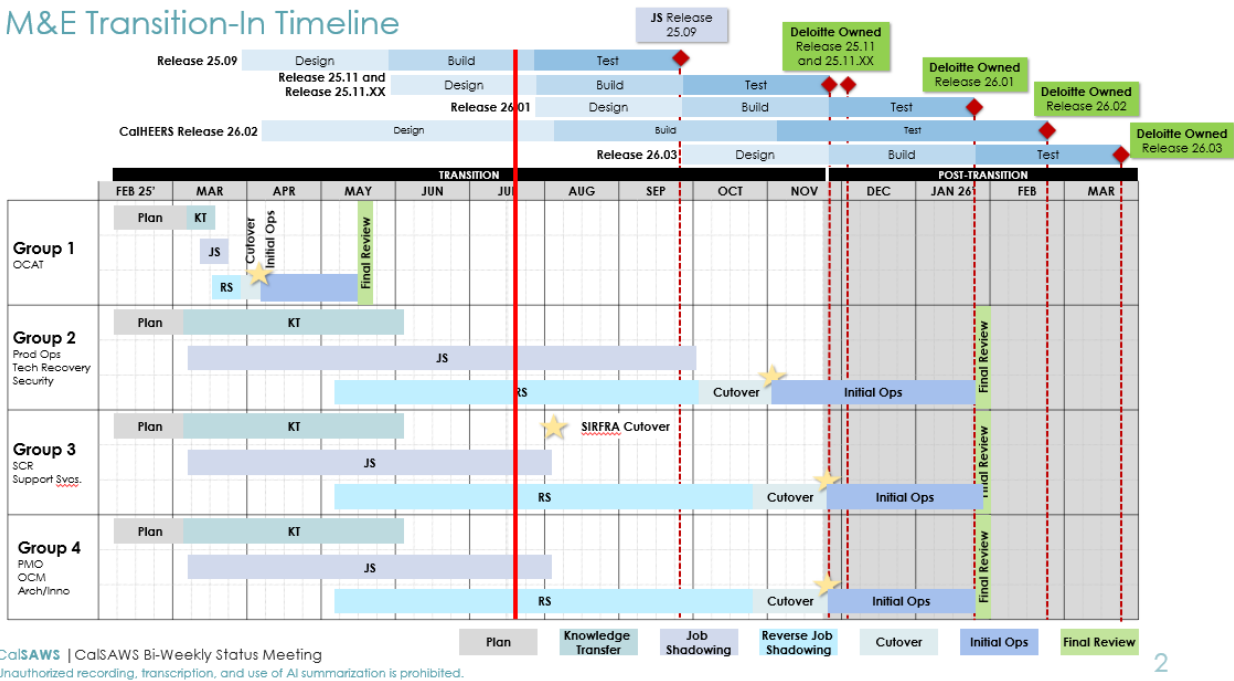 M&E Transition-In Timeline
JS Release
25.09
Deloitte Owned
Release 25.11
and 25.11.XX
Deloitte Owned
Release 26.01
Deloitte Owned
Release 26.02
Deloitte Owned
Release 26.03
Release 25.09 Design Build Test
Release 25.11 and
Release 25.11.XX
Design Build Test
Release 26.01 Design Build Test
CalHEERS Release 26.02 Design Build Test
Release 26.03 Design Build Test
TRANSITION POST-TRANSITION
FEB 25' MAR APR MAY JUN JUL AUG SEP OCT NOV DEC JAN 26' FEB MAR
Group 1
OCAT
Plan KT
JS
RS
Cutover
Initial Ops
Final Review
Group 2
Prod Ops
Tech Recovery
Security
Plan KT
JS
RS Cutover Initial Ops
Final Review
Group 3
SCR
Support Svcs.
Plan KT
SIRFRA Cutover
JS
RS Cutover Initial Ops
Final Review
Group 4
PMO
OCM
Arch/Inno
Plan KT
JS
RS Cutover Initial Ops
Final Review
Plan
Knowledge
Transfer
Job
Shadowing
Reverse Job
Shadowing
Cutover
Initial Ops
Final Review
CalSAWS | CalSAWS Bi-Weekly Status Meeting
Unauthorized recording, transcription, and use of AI summarization is prohibited.
2